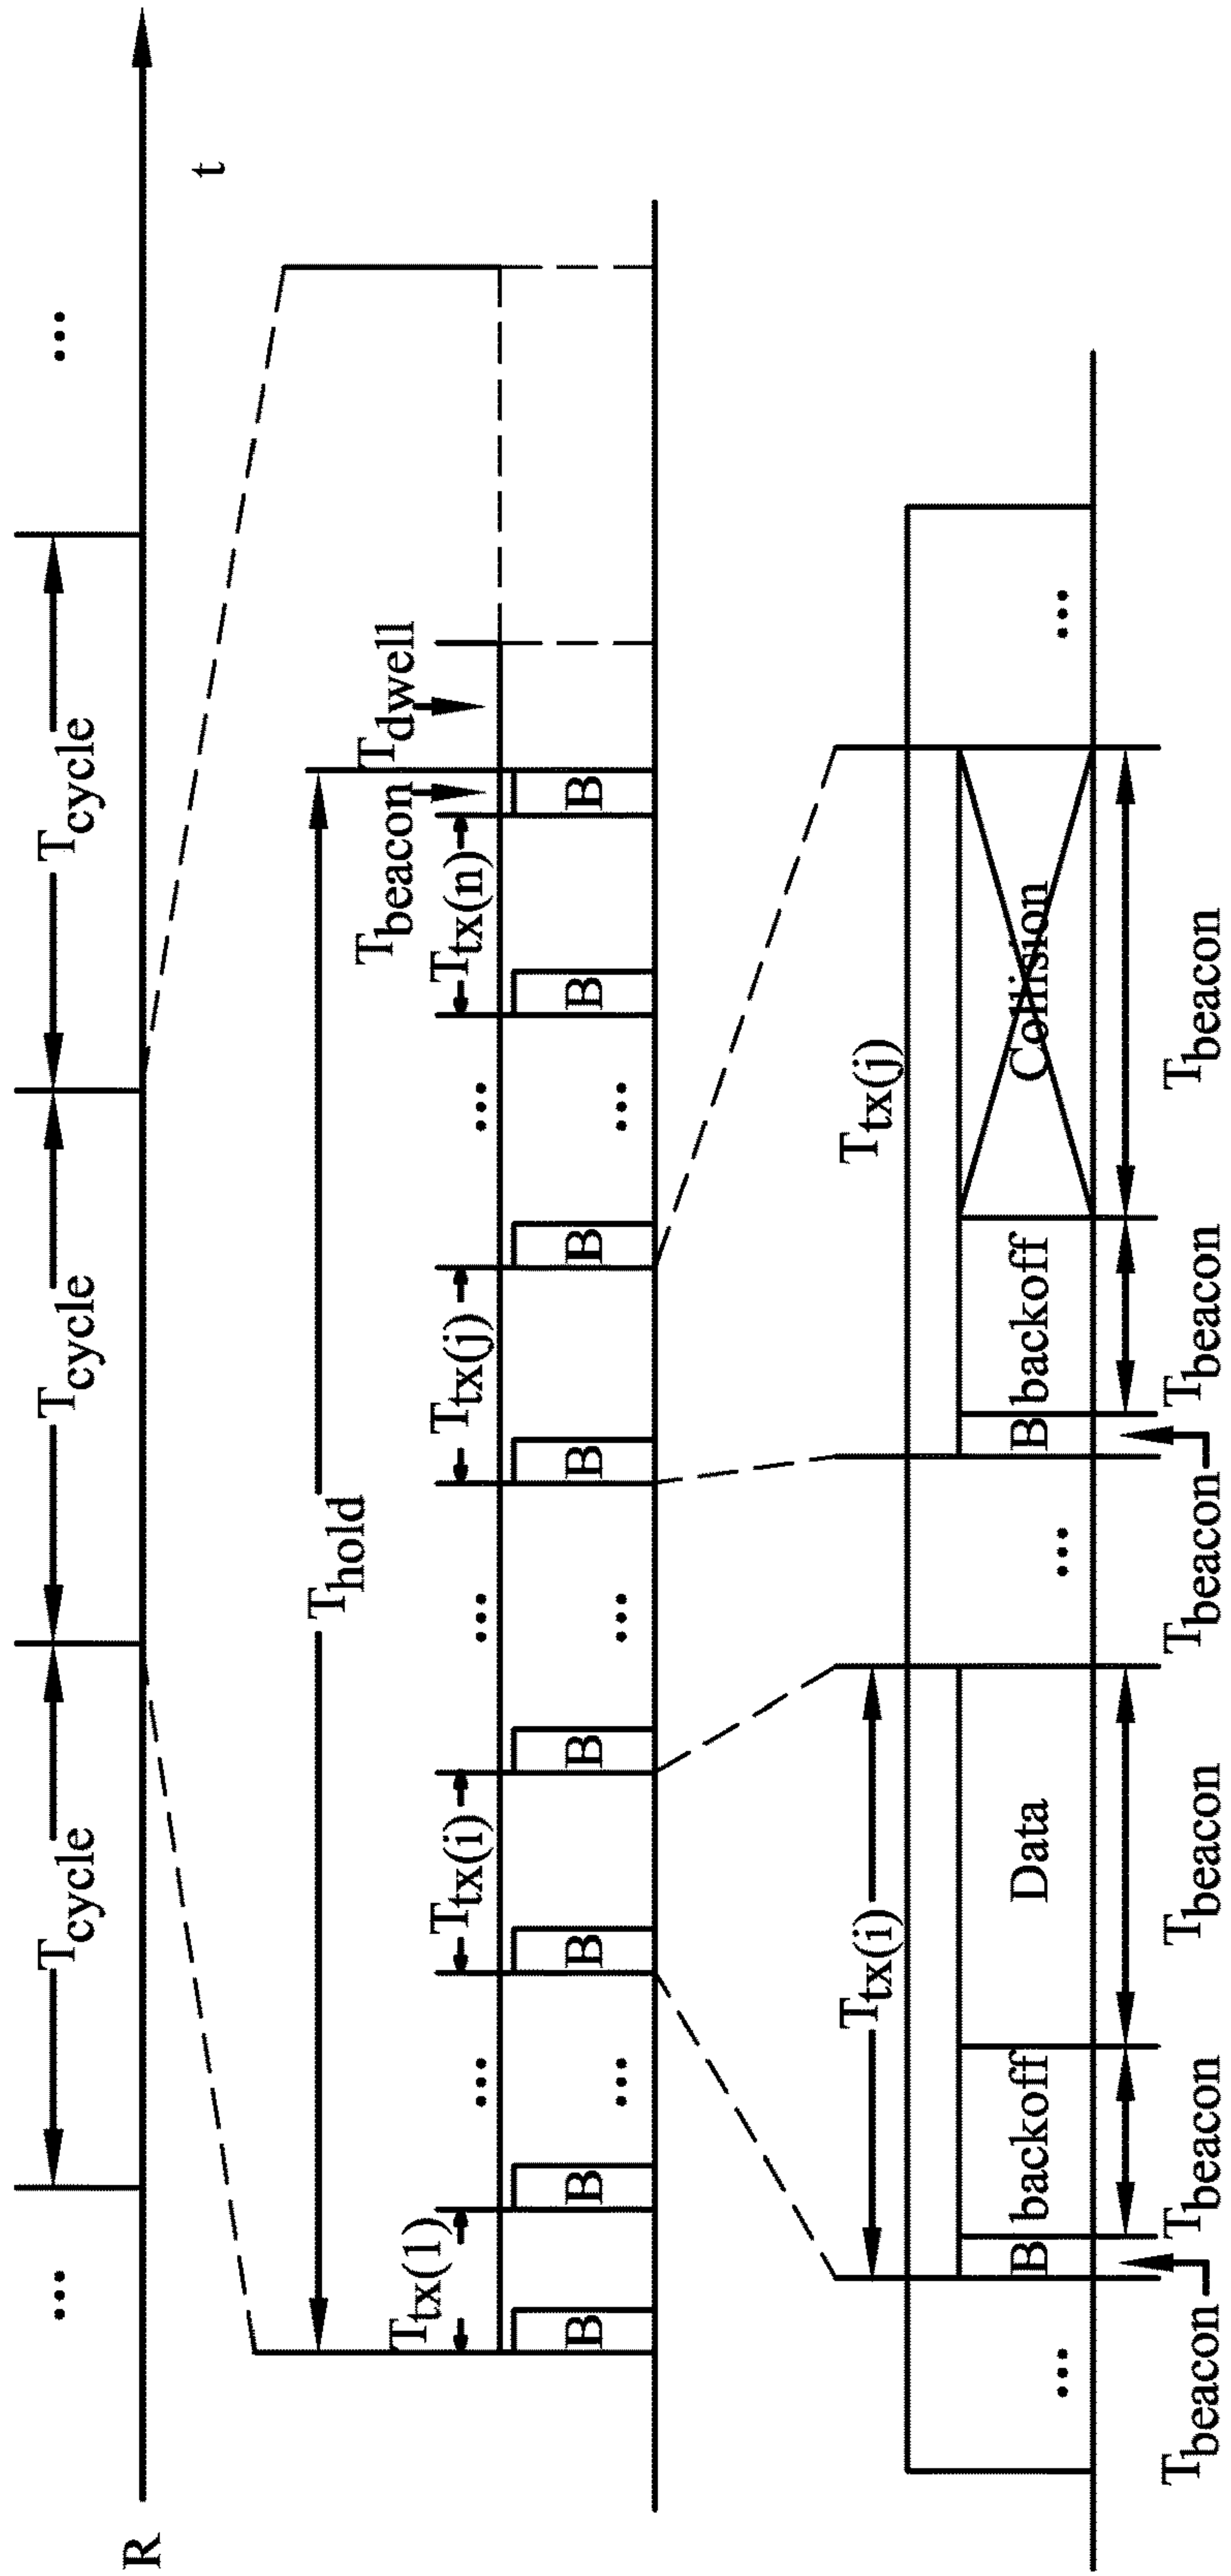 ... T_cycle T_cycle T_cycle ...
R t
T_hold
T_beacon T_dwell
T_tx(1) ... T_tx(i) ... T_tx(j) ... T_tx(n)
B B ... B B ... B B ... B B
T_tx(i) T_tx(j)
... B backoff Data ... B backoff Collision ...
T_beacon T_beacon T_beacon T_beacon T_beacon T_beacon